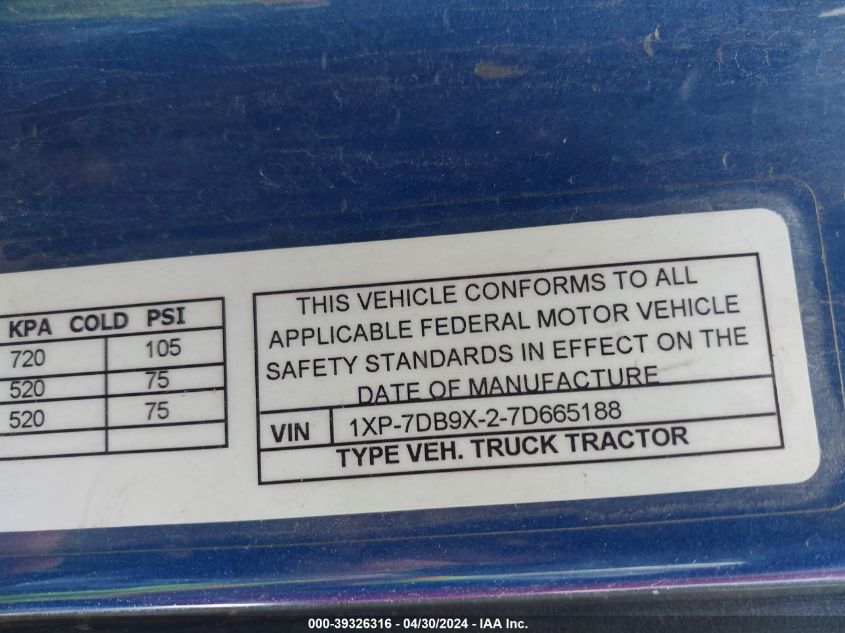 KPA COLD PSI
720 105
520 75
520 75
THIS VEHICLE CONFORMS TO ALL
APPLICABLE FEDERAL MOTOR VEHICLE
SAFETY STANDARDS IN EFFECT ON THE
DATE OF MANUFACTURE
VIN 1XP-7DB9X-2-7D665188
TYPE VEH. TRUCK TRACTOR
000-39326316 - 04/30/2024 - IAA Inc.